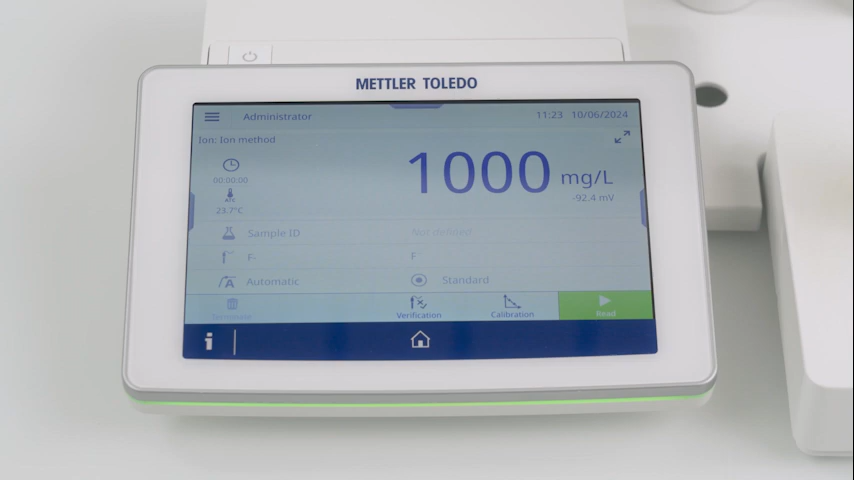 METTLER TOLEDO
Administrator 11:23 10/06/2024
Ion: Ion method
1000 mg/L
00:00:00
-92.4 mV
ATC
23.7°C
Sample ID Not defined
F- F-
A Automatic Standard
Verification Calibration Read
i